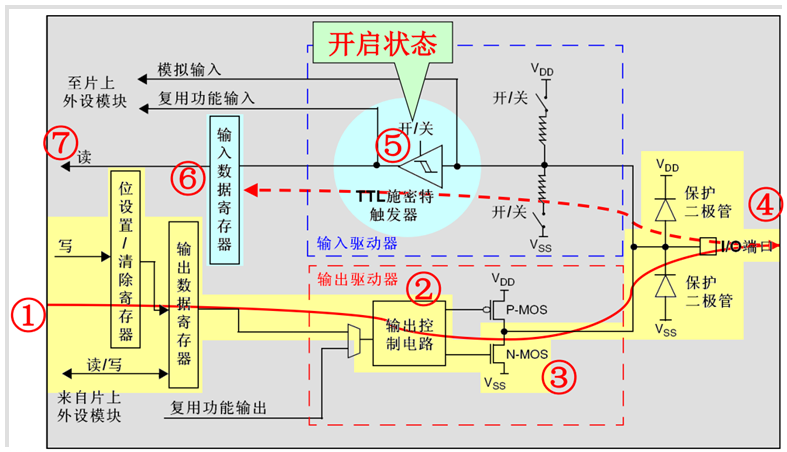 开启状态
模拟输入
至片上
外设模块
复用功能输入
VDD
开/关
开/关
⑤
⑦
读
⑥
输入数据寄存器
TTL施密特
触发器
开/关
VSS
输入驱动器
VDD
保护
二极管
④
I/O端口
保护
二极管
VSS
位设置/清除寄存器
写
输出数据寄存器
①
输出驱动器
②
VDD
P-MOS
输出控
制电路
N-MOS
VSS
③
读/写
来自片上
外设模块
复用功能输出